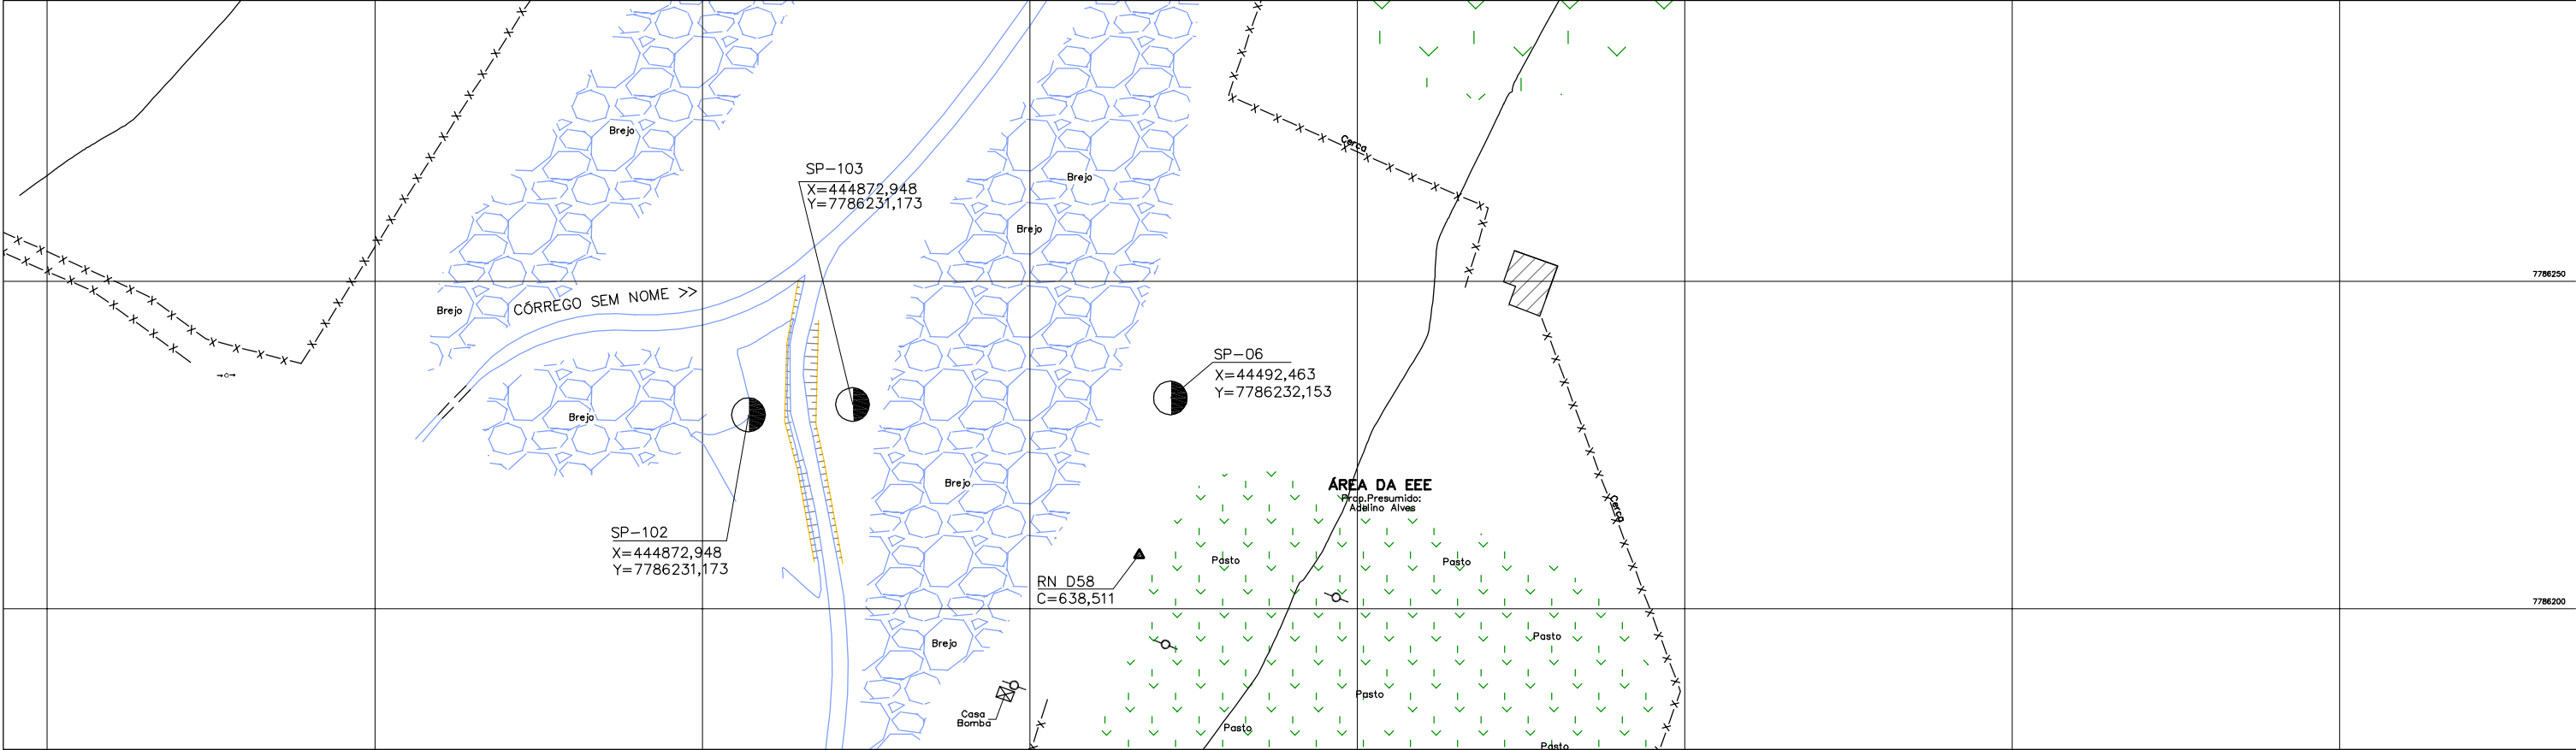 Brejo
Cerca
SP-103
X=444872,948
Y=7786231,173
Brejo
Brejo
7786250
CÓRREGO SEM NOME >>
Brejo
SP-06
X=44492,463
Y=7786232,153
Brejo
Brejo
ÁREA DA EEE
Prop.Presumido:
Adelino Alves
Cerca
SP-102
X=444872,948
Y=7786231,173
Pasto
Pasto
RN D58
C=638,511
7786200
Brejo
Pasto
Pasto
Casa
Bomba
Pasto
Pasto